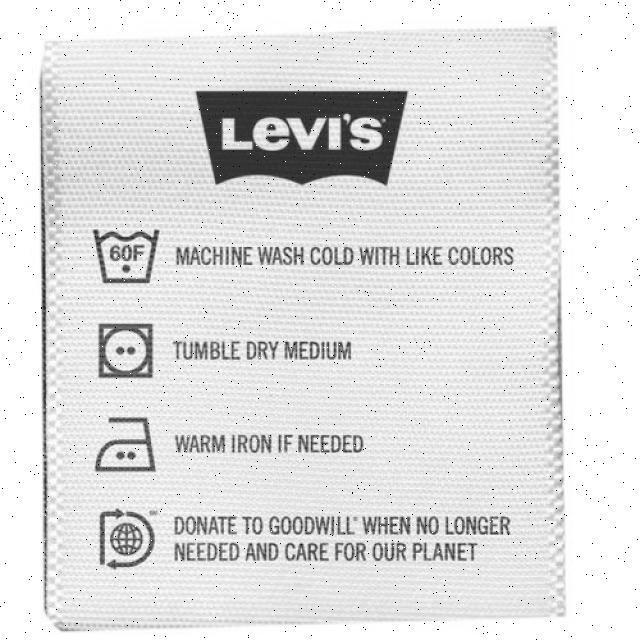 LEVI'S
60F
MACHINE WASH COLD WITH LIKE COLORS
TUMBLE DRY MEDIUM
WARM IRON IF NEEDED
DONATE TO GOODWILL® WHEN NO LONGER
NEEDED AND CARE FOR OUR PLANET